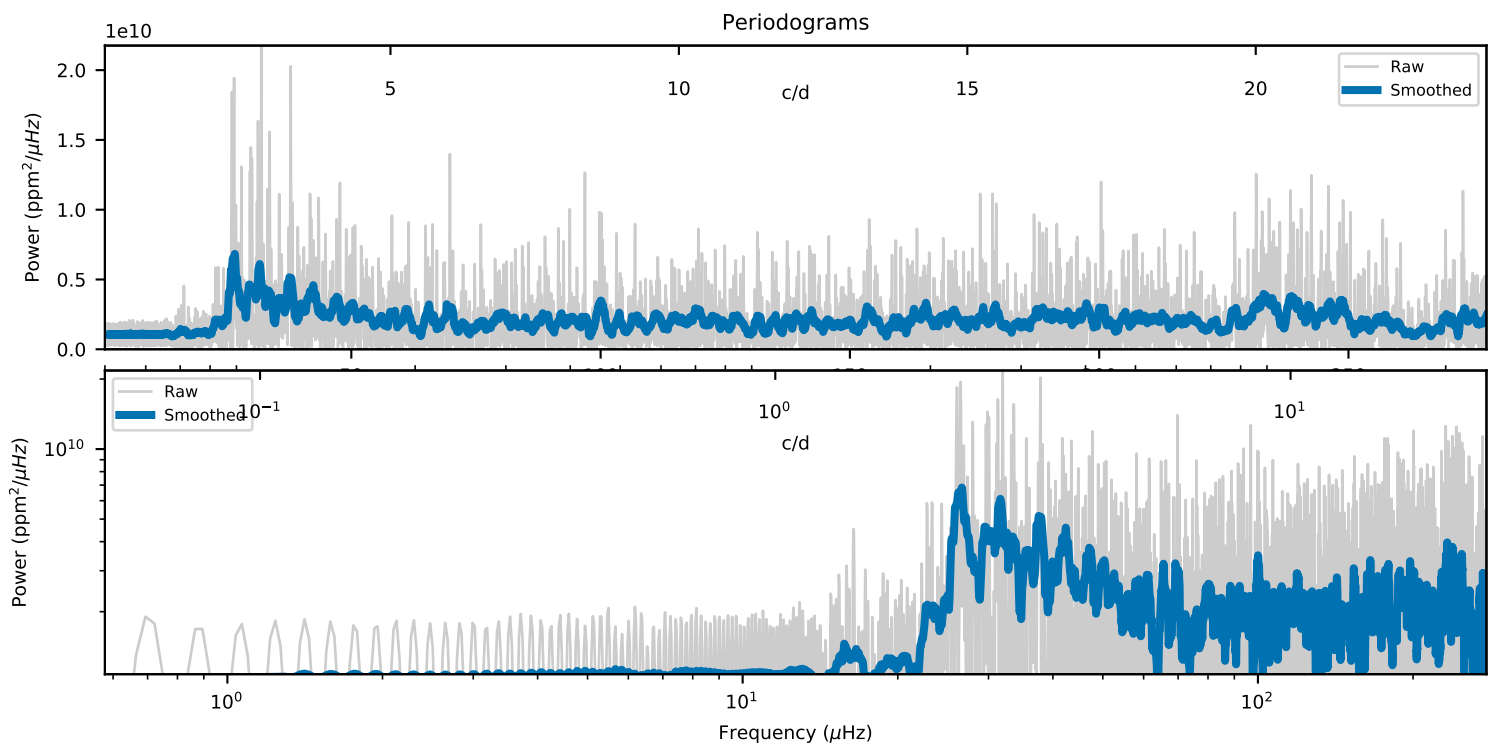 Periodograms
1e10
5 10 15 20
c/d
Raw
Smoothed
2.0
1.5
1.0
0.5
0.0
Power (ppm²/μHz)
Raw
Smoothed
10⁻¹ 10⁰ 10¹
c/d
10¹⁰
Power (ppm²/μHz)
10⁰ 10¹ 10²
Frequency (μHz)